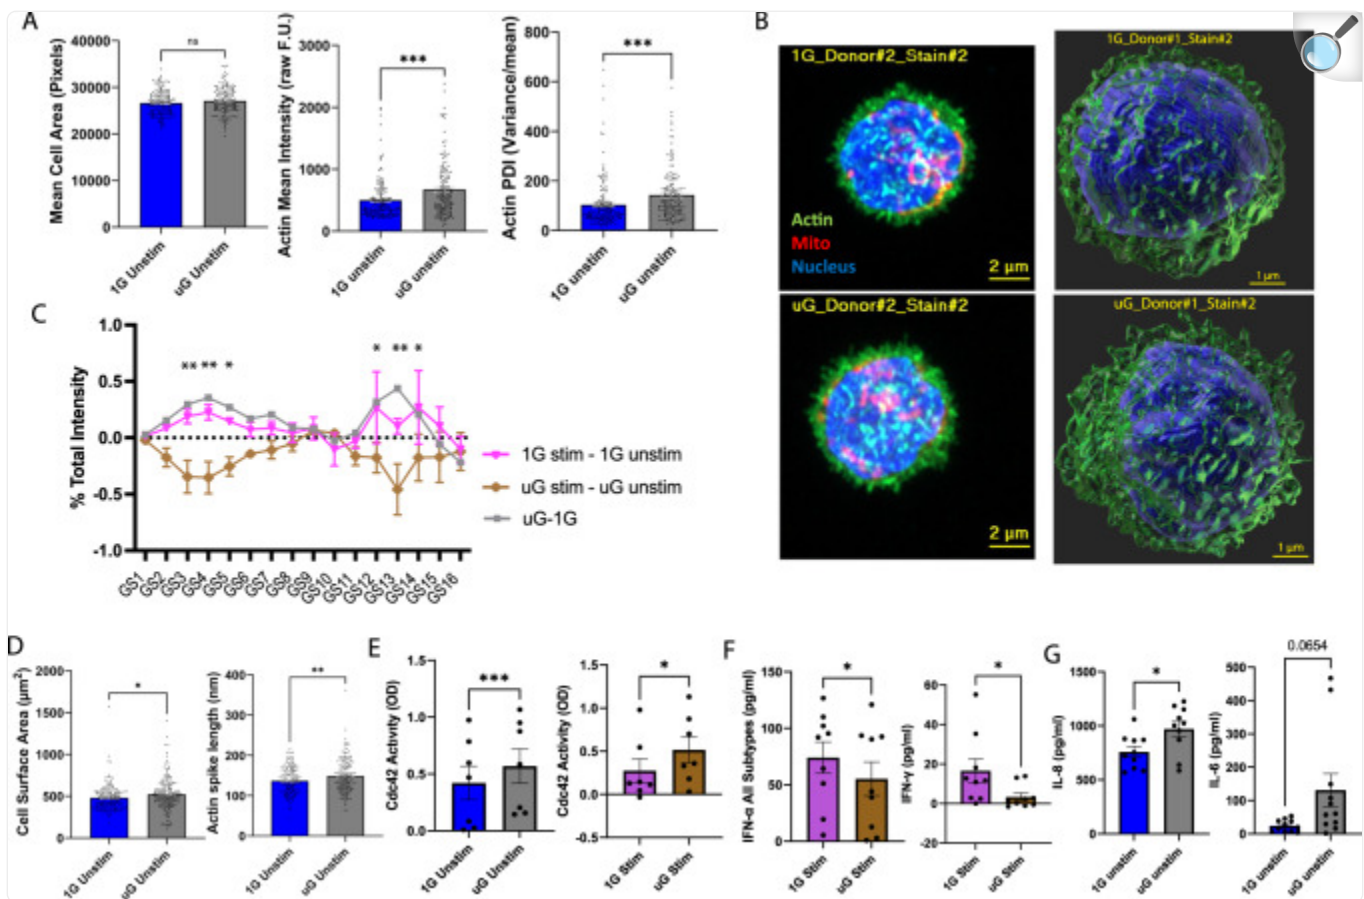 A
Mean Cell Area (Pixels)
40000
30000
20000
10000
0
ns
1G Unstim
uG Unstim
Actin Mean Intensity (raw F.U.)
3000
2000
1000
0
***
1G unstim
uG unstim
Actin PDI (Variance/mean)
800
600
400
200
0
***
1G unstim
uG unstim
B
1G_Donor#2_Stain#2
Actin
Mito
Nucleus
2 µm
1G_Donor#1_Stain#2
1 µm
uG_Donor#2_Stain#2
2 µm
uG_Donor#1_Stain#2
1 µm
C
% Total Intensity
1.0
0.5
0.0
-0.5
-1.0
** ** *
* ** *
GS1
GS2
GS3
GS4
GS5
GS6
GS7
GS8
GS9
GS10
GS11
GS12
GS13
GS14
GS15
GS16
1G stim - 1G unstim
uG stim - uG unstim
uG-1G
D
Cell Surface Area (µm²)
2000
1500
1000
500
0
*
1G Unstim
uG Unstim
Actin spike length (nm)
400
300
200
100
0
**
1G Unstim
uG Unstim
E
Cdc42 Activity (OD)
1.5
1.0
0.5
0.0
***
1G Unstim
uG Unstim
Cdc42 Activity (OD)
1.5
1.0
0.5
0.0
-0.5
*
1G Stim
uG Stim
F
IFN-α All Subtypes (pg/ml)
150
100
50
0
*
1G Stim
uG Stim
IFN-γ (pg/ml)
60
40
20
0
-20
*
1G Stim
uG Stim
G
IL-8 (pg/ml)
1500
1000
500
0
*
1G unstim
uG unstim
IL-6 (pg/ml)
500
400
300
200
100
0
0.0654
1G unstim
uG unstim